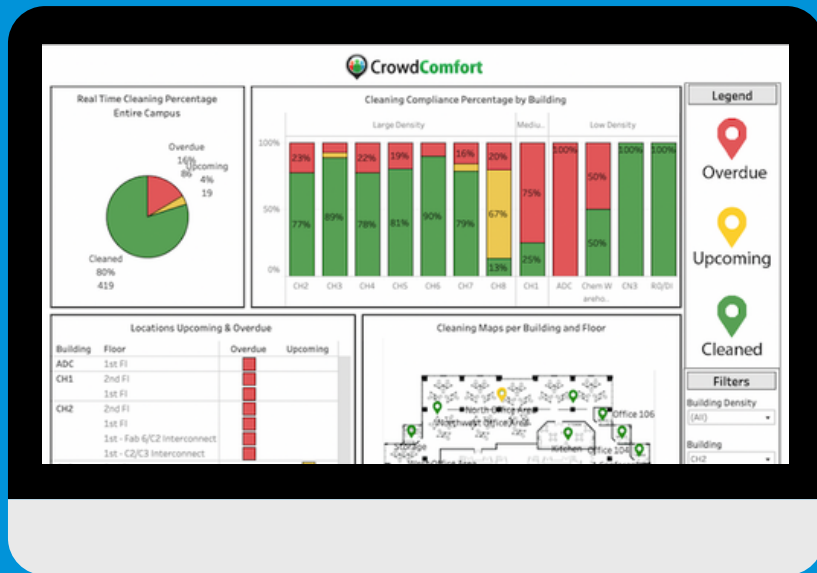 CrowdComfort
Real Time Cleaning Percentage
Entire Campus
Overdue
16%
86
Upcoming
4%
19
Cleaned
80%
419
Cleaning Compliance Percentage by Building
Large Density
Mediu..
Low Density
100%
50%
0%
23%
77%
89%
22%
78%
19%
81%
90%
16%
79%
20%
67%
13%
75%
25%
100%
50%
50%
100%
100%
CH2
CH3
CH4
CH5
CH6
CH7
CH8
CH1
ADC
Chem W
areho..
CN3
RO/DI
Legend
Overdue
Upcoming
Cleaned
Locations Upcoming & Overdue
Building Floor Overdue Upcoming
ADC 1st Fl
CH1 2nd Fl
1st Fl
CH2 2nd Fl
1st Fl
1st - Fab 6/C2 Interconnect
1st - C2/C3 Interconnect
Cleaning Maps per Building and Floor
North Office Area
Northwest Office Area
Office 106
Storage
Kitchen
Office 104
Filters
Building Density
(All)
Building
CH2